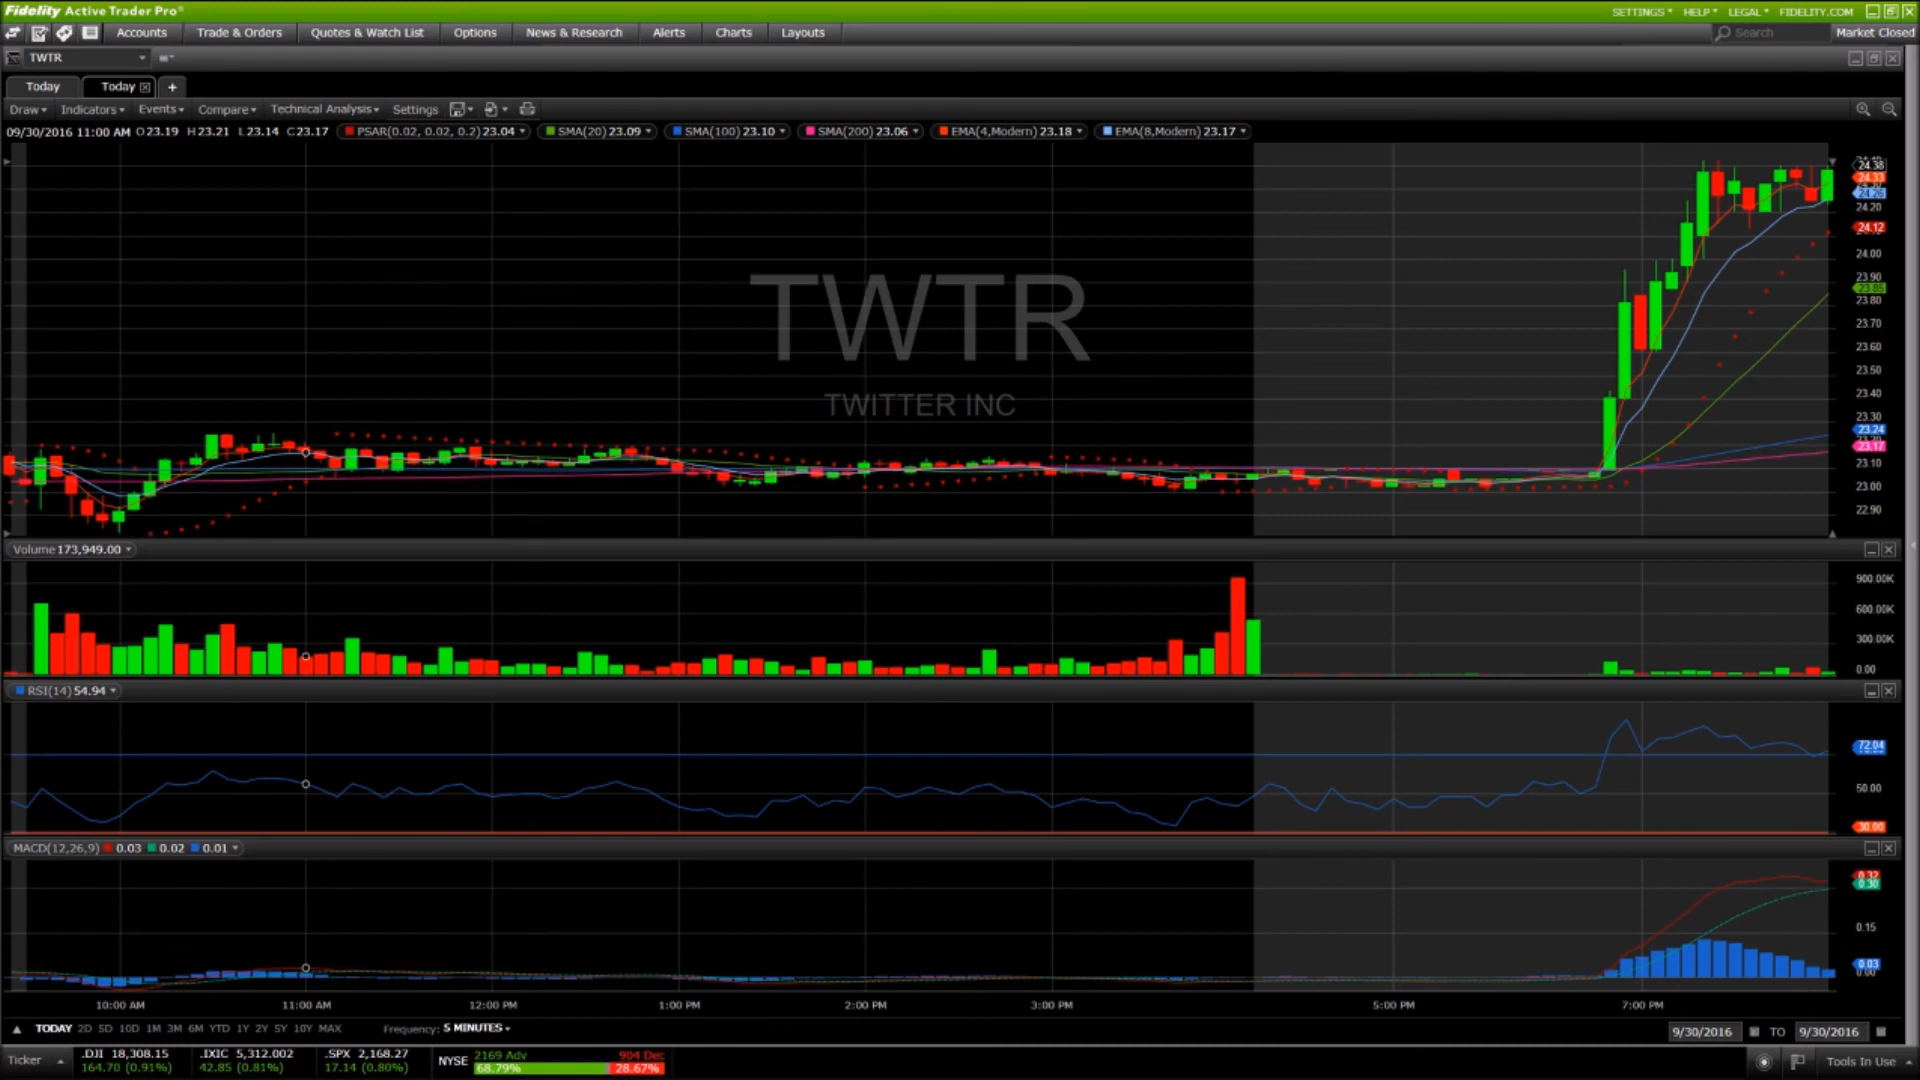 Fidelity Active Trader Pro®
SETTINGS HELP LEGAL FIDELITY.COM
Accounts Trade & Orders Quotes & Watch List Options News & Research Alerts Charts Layouts Search Market Closed
TWTR
Today Today +
Draw Indicators Events Compare Technical Analysis Settings
09/30/2016 11:00 AM O 23.19 H 23.21 L 23.14 C 23.17 PSAR(0.02, 0.02, 0.2) 23.04 SMA(20) 23.09 SMA(100) 23.10 SMA(200) 23.06 EMA(4,Modern) 23.18 EMA(8,Modern) 23.17
24.38
24.33
24.26
24.20
24.12
24.00
23.90
23.85
23.80
23.70
23.60
23.50
23.40
23.30
23.24
23.17
23.10
23.00
22.90
TWTR
TWITTER INC
Volume 173,949.00
900.00K
600.00K
300.00K
0.00
RSI(14) 54.94
72.04
50.00
30.00
MACD(12,26,9) 0.03 0.02 0.01
0.32
0.30
0.15
0.03
0.00
10:00 AM 11:00 AM 12:00 PM 1:00 PM 2:00 PM 3:00 PM 5:00 PM 7:00 PM
TODAY 2D 5D 10D 1M 3M 6M YTD 1Y 2Y 5Y 10Y MAX Frequency: 5 MINUTES 9/30/2016 TO 9/30/2016
Ticker .DJI 18,308.15 .IXIC 5,312.002 .SPX 2,168.27 NYSE 2169 Adv 904 Dec
164.70 (0.91%) 42.85 (0.81%) 17.14 (0.80%) 68.79% 28.67% Tools In Use